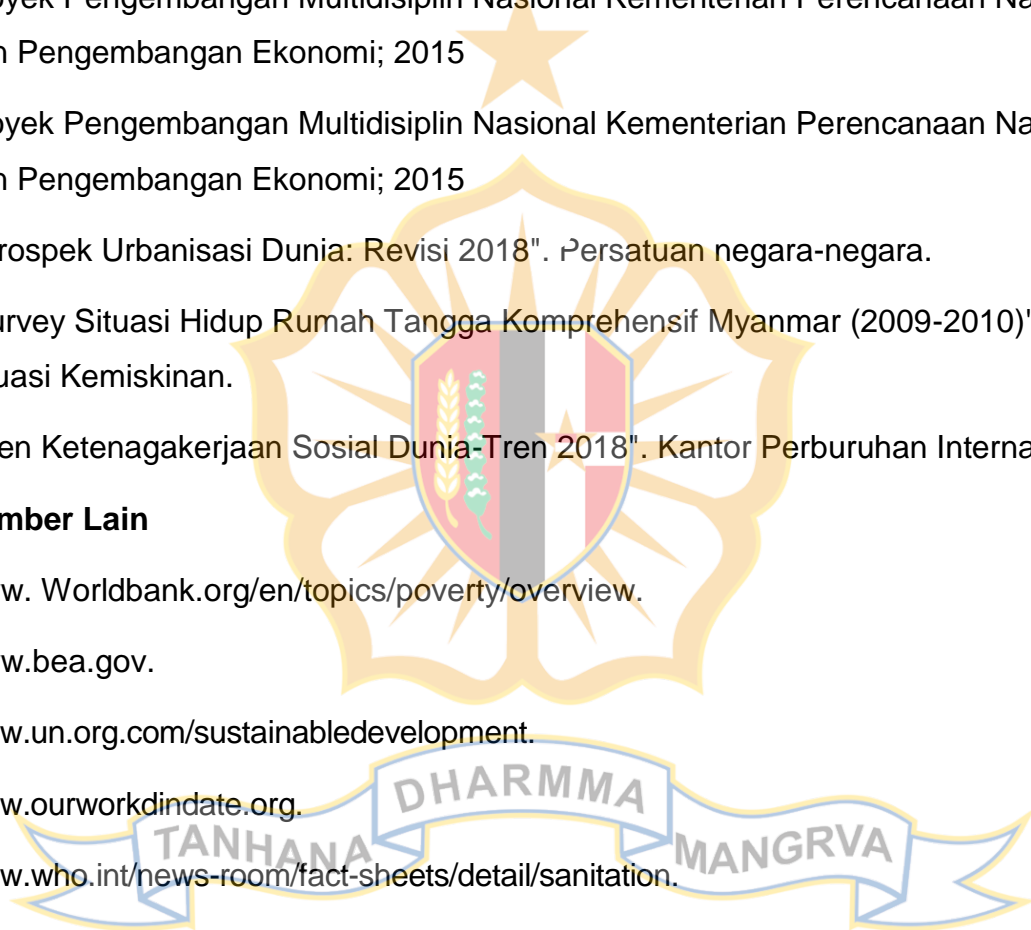 oyek Pengembangan Multidisiplin Nasional Kementerian Perencanaan Na
n Pengembangan Ekonomi; 2015
oyek Pengembangan Multidisiplin Nasional Kementerian Perencanaan Na
n Pengembangan Ekonomi; 2015
rospek Urbanisasi Dunia: Revisi 2018". Persatuan negara-negara.
urvey Situasi Hidup Rumah Tangga Komprehensif Myanmar (2009-2010)"
uasi Kemiskinan.
en Ketenagakerjaan Sosial Dunia-Tren 2018". Kantor Perburuhan Interna
mber Lain
w. Worldbank.org/en/topics/poverty/overview.
w.bea.gov.
w.un.org.com/sustainabledevelopment.
w.ourworkdindate.org.
w.who.int/news-room/fact-sheets/detail/sanitation.
TANHANA DHARMMA MANGRVA